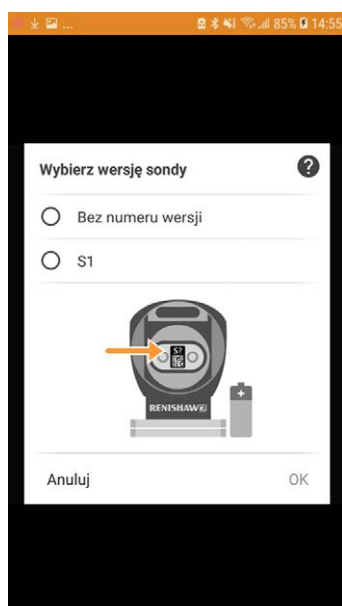 ... 85% 14:55
Wybierz wersję sondy ?
Bez numeru wersji
S1
S?
RENISHAW
Anuluj OK